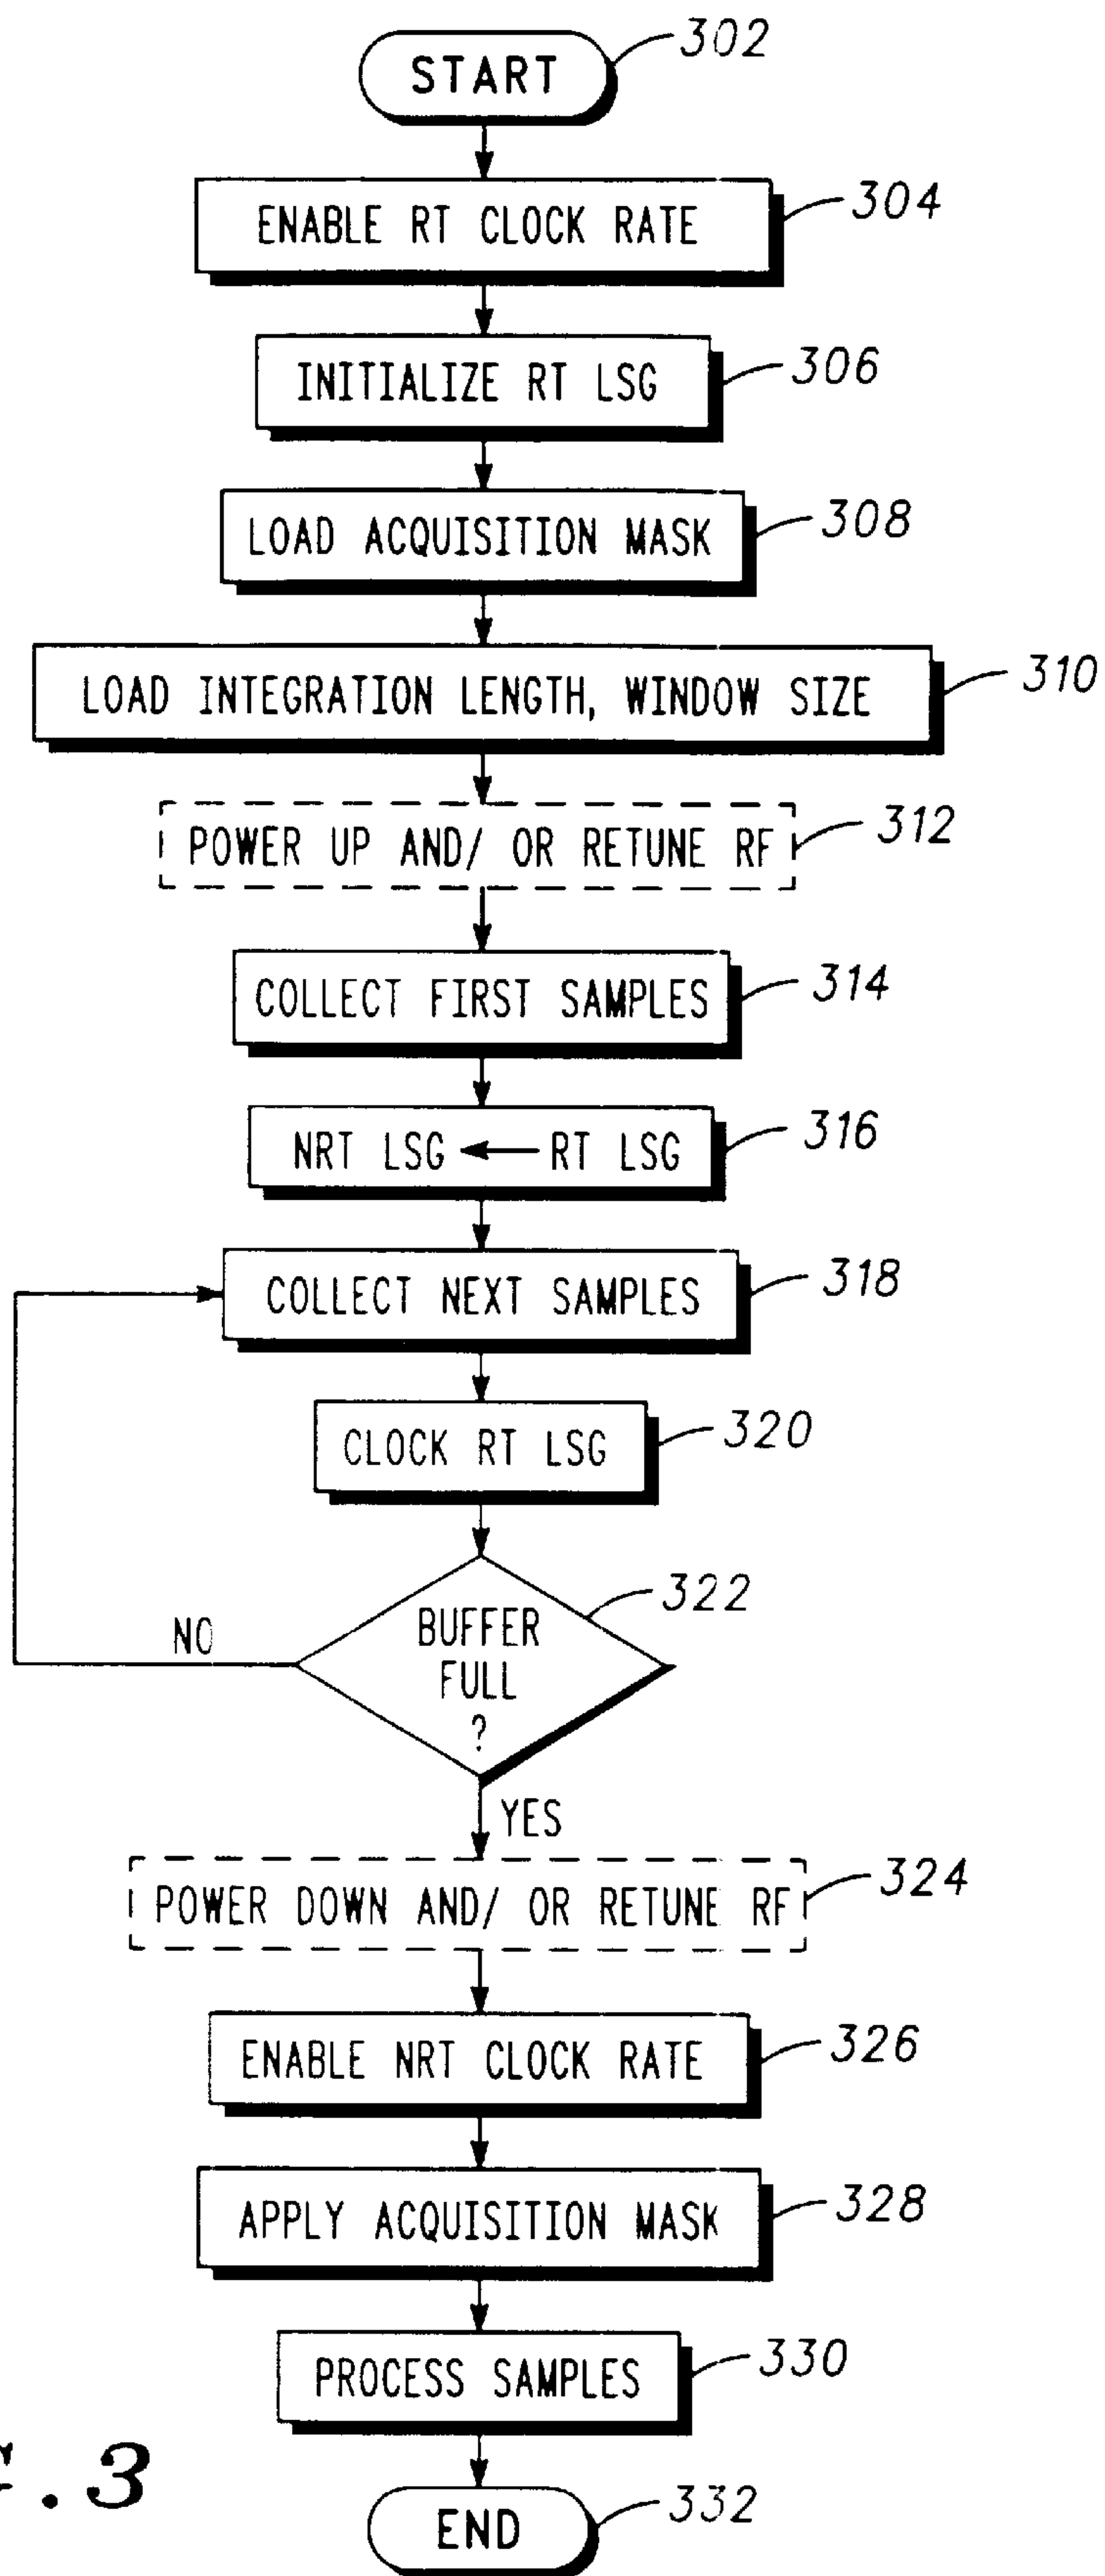 START
302
ENABLE RT CLOCK RATE
304
INITIALIZE RT LSG
306
LOAD ACQUISITION MASK
308
LOAD INTEGRATION LENGTH, WINDOW SIZE
310
POWER UP AND/ OR RETUNE RF
312
COLLECT FIRST SAMPLES
314
NRT LSG ← RT LSG
316
COLLECT NEXT SAMPLES
318
CLOCK RT LSG
320
BUFFER
FULL
?
322
NO
YES
POWER DOWN AND/ OR RETUNE RF
324
ENABLE NRT CLOCK RATE
326
APPLY ACQUISITION MASK
328
PROCESS SAMPLES
330
END
332
.3